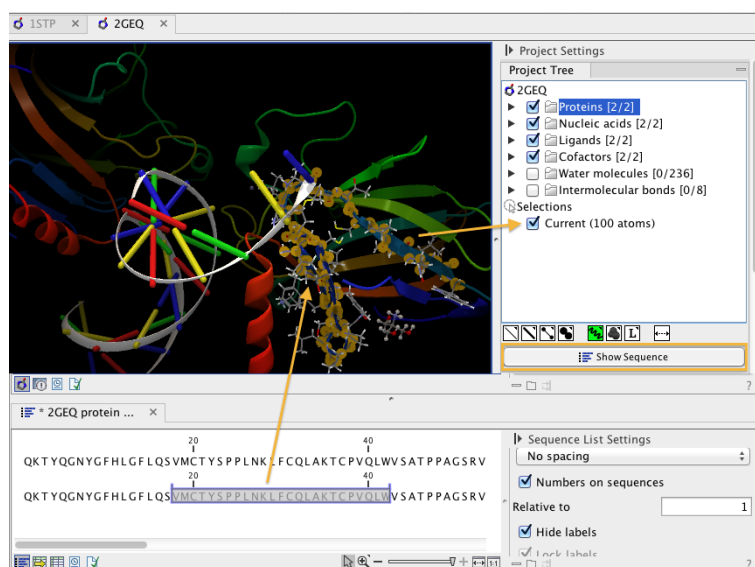 1STP
2GEQ
Project Settings
Project Tree
2GEQ
Proteins [2/2]
Nucleic acids [2/2]
Ligands [2/2]
Cofactors [2/2]
Water molecules [0/236]
Intermolecular bonds [0/8]
Selections
Current (100 atoms)
L
Show Sequence
?
* 2GEQ protein ...
20 40
QKTYQGNYGFHLGFLQSVMCTYSPPLNKLFCQLAKTCPVQLWVSATPPAGSRV
20 40
QKTYQGNYGFHLGFLQSVMCTYSPPLNKLFCQLAKTCPVQLWVSATPPAGSRV
Sequence List Settings
No spacing
Numbers on sequences
Relative to 1
Hide labels
Lock labels
1:1
?